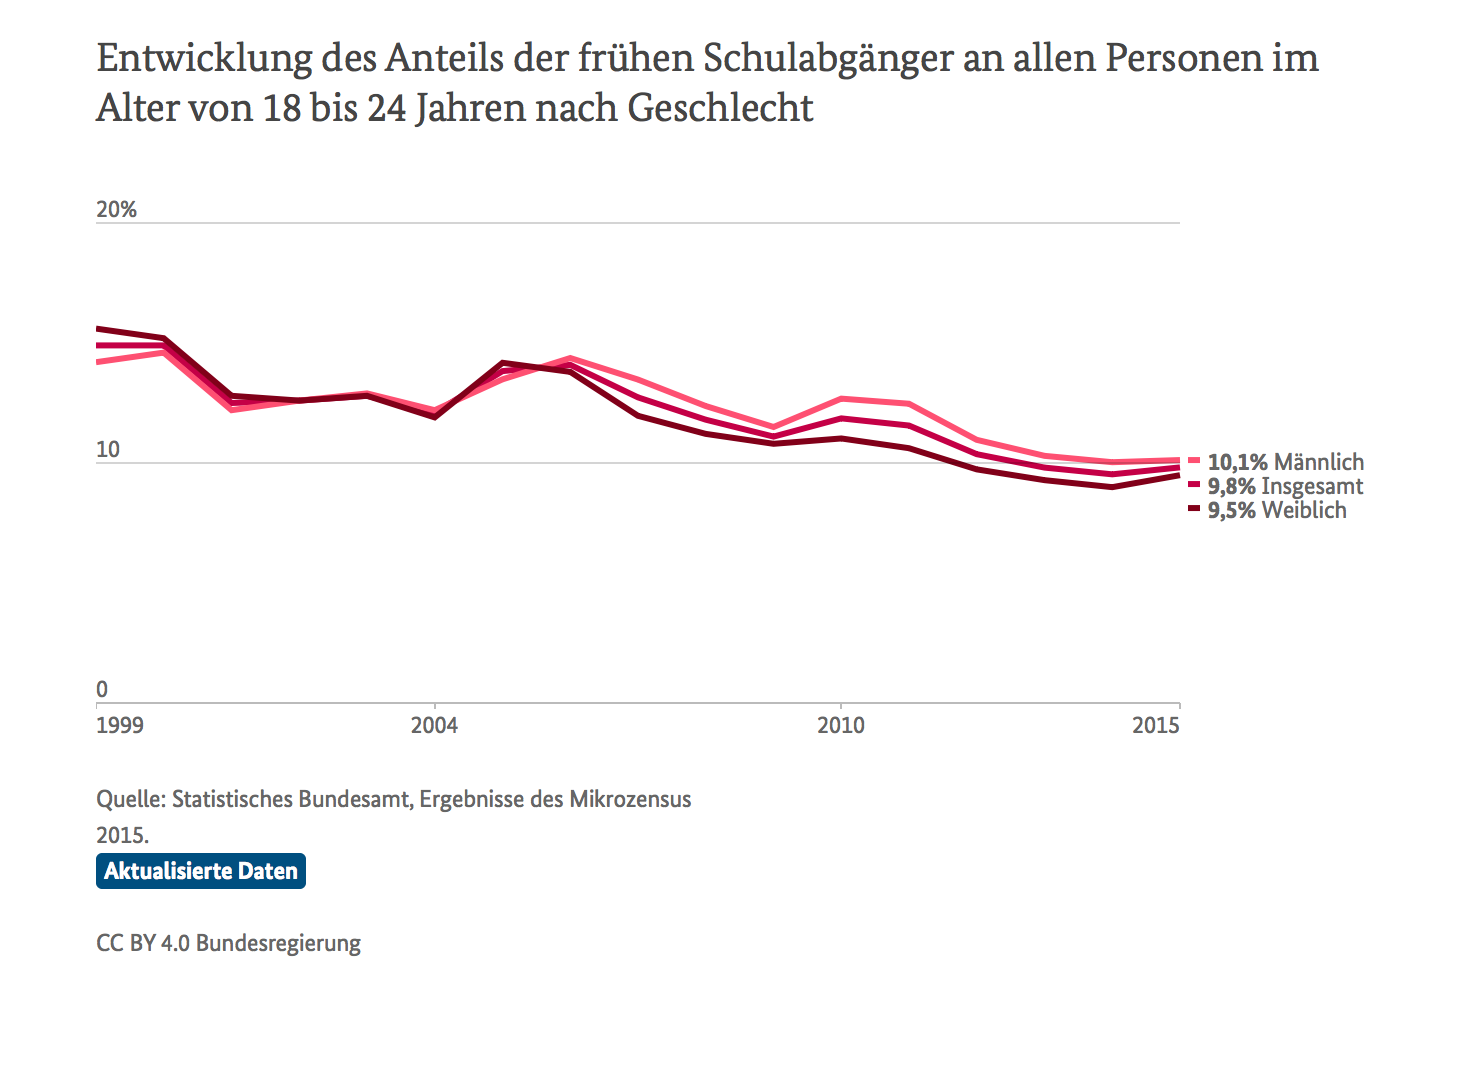 Entwicklung des Anteils der frühen Schulabgänger an allen Personen im
Alter von 18 bis 24 Jahren nach Geschlecht
20%
10
10,1% Männlich
9,8% Insgesamt
9,5% Weiblich
0
1999 2004 2010 2015
Quelle: Statistisches Bundesamt, Ergebnisse des Mikrozensus
2015.
Aktualisierte Daten
CC BY 4.0 Bundesregierung